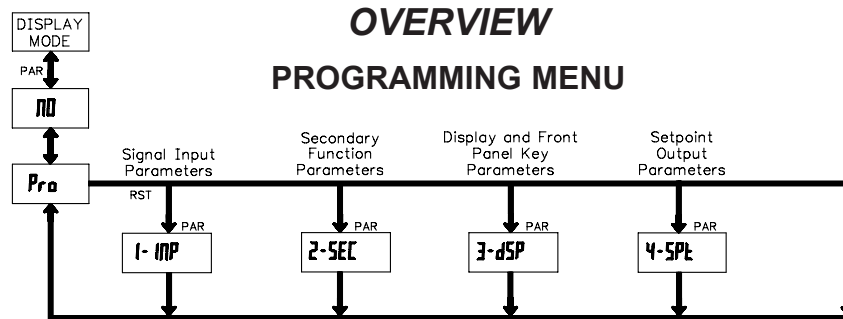 OVERVIEW
PROGRAMMING MENU
DISPLAY
MODE
PAR
NO
Pro
Signal Input
Parameters
Secondary
Function
Parameters
Display and Front
Panel Key
Parameters
Setpoint
Output
Parameters
RST
PAR
PAR
PAR
PAR
1-INP
2-SEC
3-dSP
4-SPt